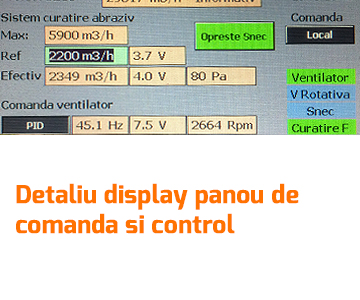 Sistem curatire abraziv
Comanda
Max: 5900 m3/h
Opreste Snec
Local
Ref 2200 m3/h 3.7 V
Efectiv 2349 m3/h 4.0 V 80 Pa
Ventilator
V Rotativa
Snec
Comanda ventilator
Curatire F
PID 45.1 Hz 7.5 V 2664 Rpm
Detaliu display panou de
comanda si control